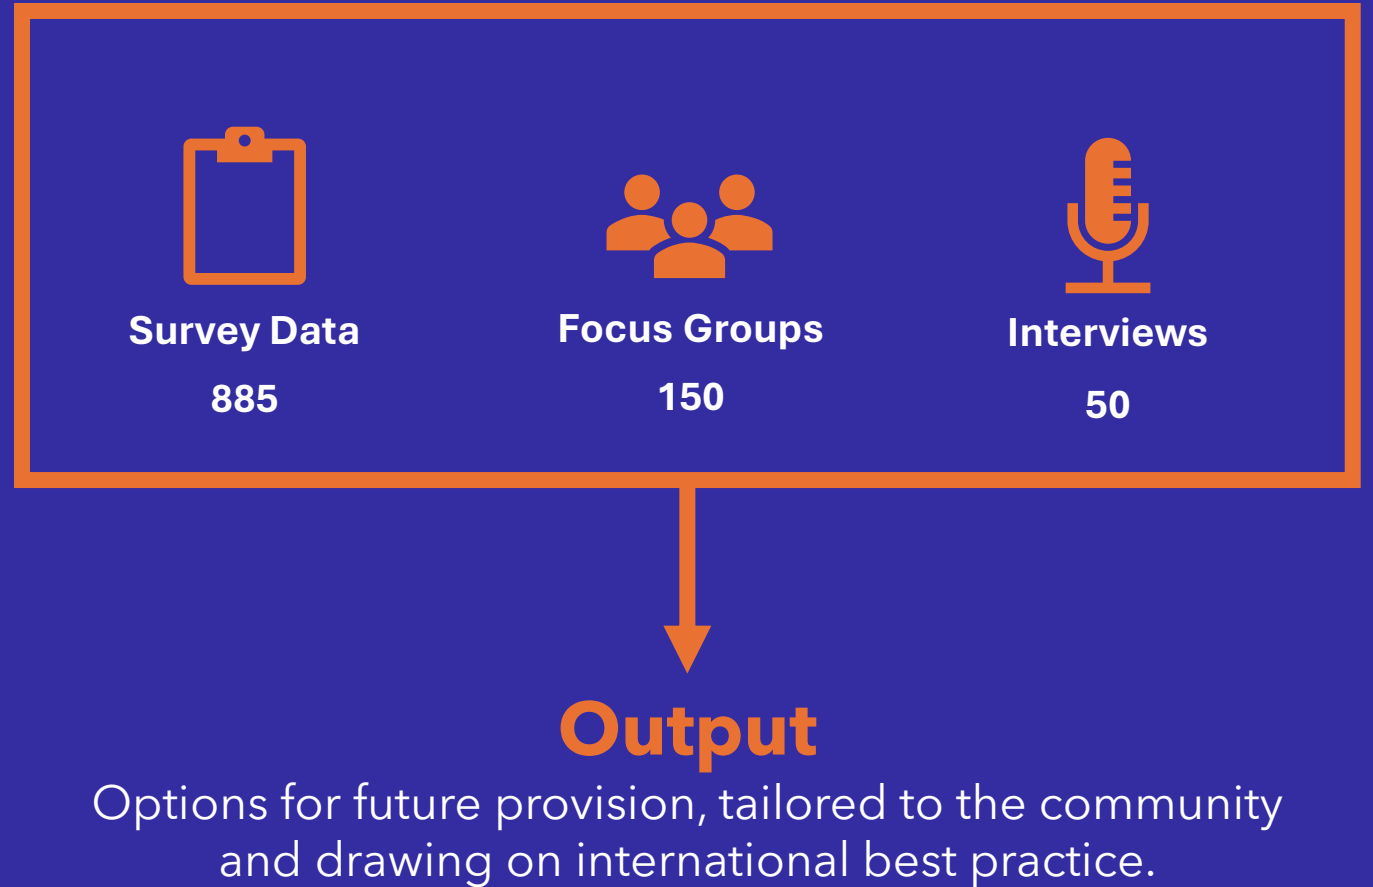 Survey Data
885
Focus Groups
150
Interviews
50
Output
Options for future provision, tailored to the community
and drawing on international best practice.